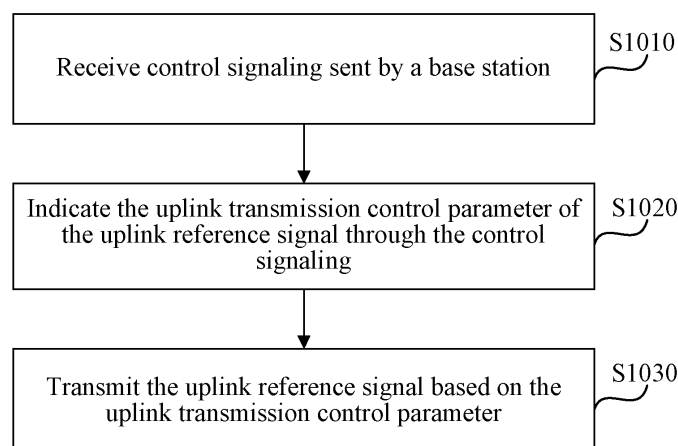 S1010
Receive control signaling sent by a base station
S1020
Indicate the uplink transmission control parameter of
the uplink reference signal through the control
signaling
S1030
Transmit the uplink reference signal based on the
uplink transmission control parameter